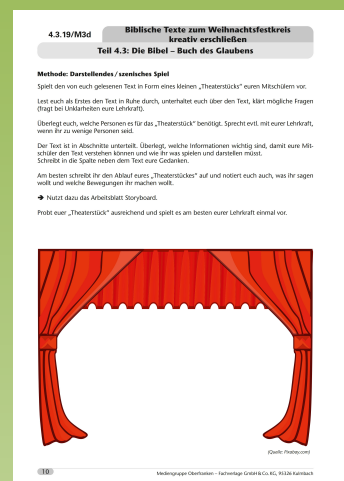 4.3.19/M3d
Biblische Texte zum Weihnachtsfestkreis
kreativ erschließen
Teil 4.3: Die Bibel – Buch des Glaubens
Methode: Darstellendes / szenisches Spiel
Spielt den von euch gelesenen Text in Form eines kleinen „Theaterstücks“ euren Mitschülern vor.
Lest euch als Erstes den Text in Ruhe durch, unterhaltet euch über den Text, klärt mögliche Fragen
(fragt bei Unklarheiten eure Lehrkraft).
Überlegt euch, welche Personen es für das „Theaterstück“ benötigt. Sprecht evtl. mit eurer Lehrkraft,
wenn ihr zu wenige Personen seid.
Der Text ist in Abschnitte unterteilt. Überlegt, welche Informationen wichtig sind, damit eure Mit-
schüler den Text verstehen können und wie ihr was spielen und darstellen müsst.
Schreibt in die Spalte neben dem Text eure Gedanken.
Am besten schreibt ihr den Ablauf eures „Theaterstückes“ auf und notiert euch auch, was ihr sagen
wollt und welche Bewegungen ihr machen wollt.
➔ Nutzt dazu das Arbeitsblatt Storyboard.
Probt euer „Theaterstück“ ausreichend und spielt es am besten eurer Lehrkraft einmal vor.
(Quelle: Pixabay.com)
10
Mediengruppe Oberfranken – Fachverlage GmbH & Co. KG, 95326 Kulmbach